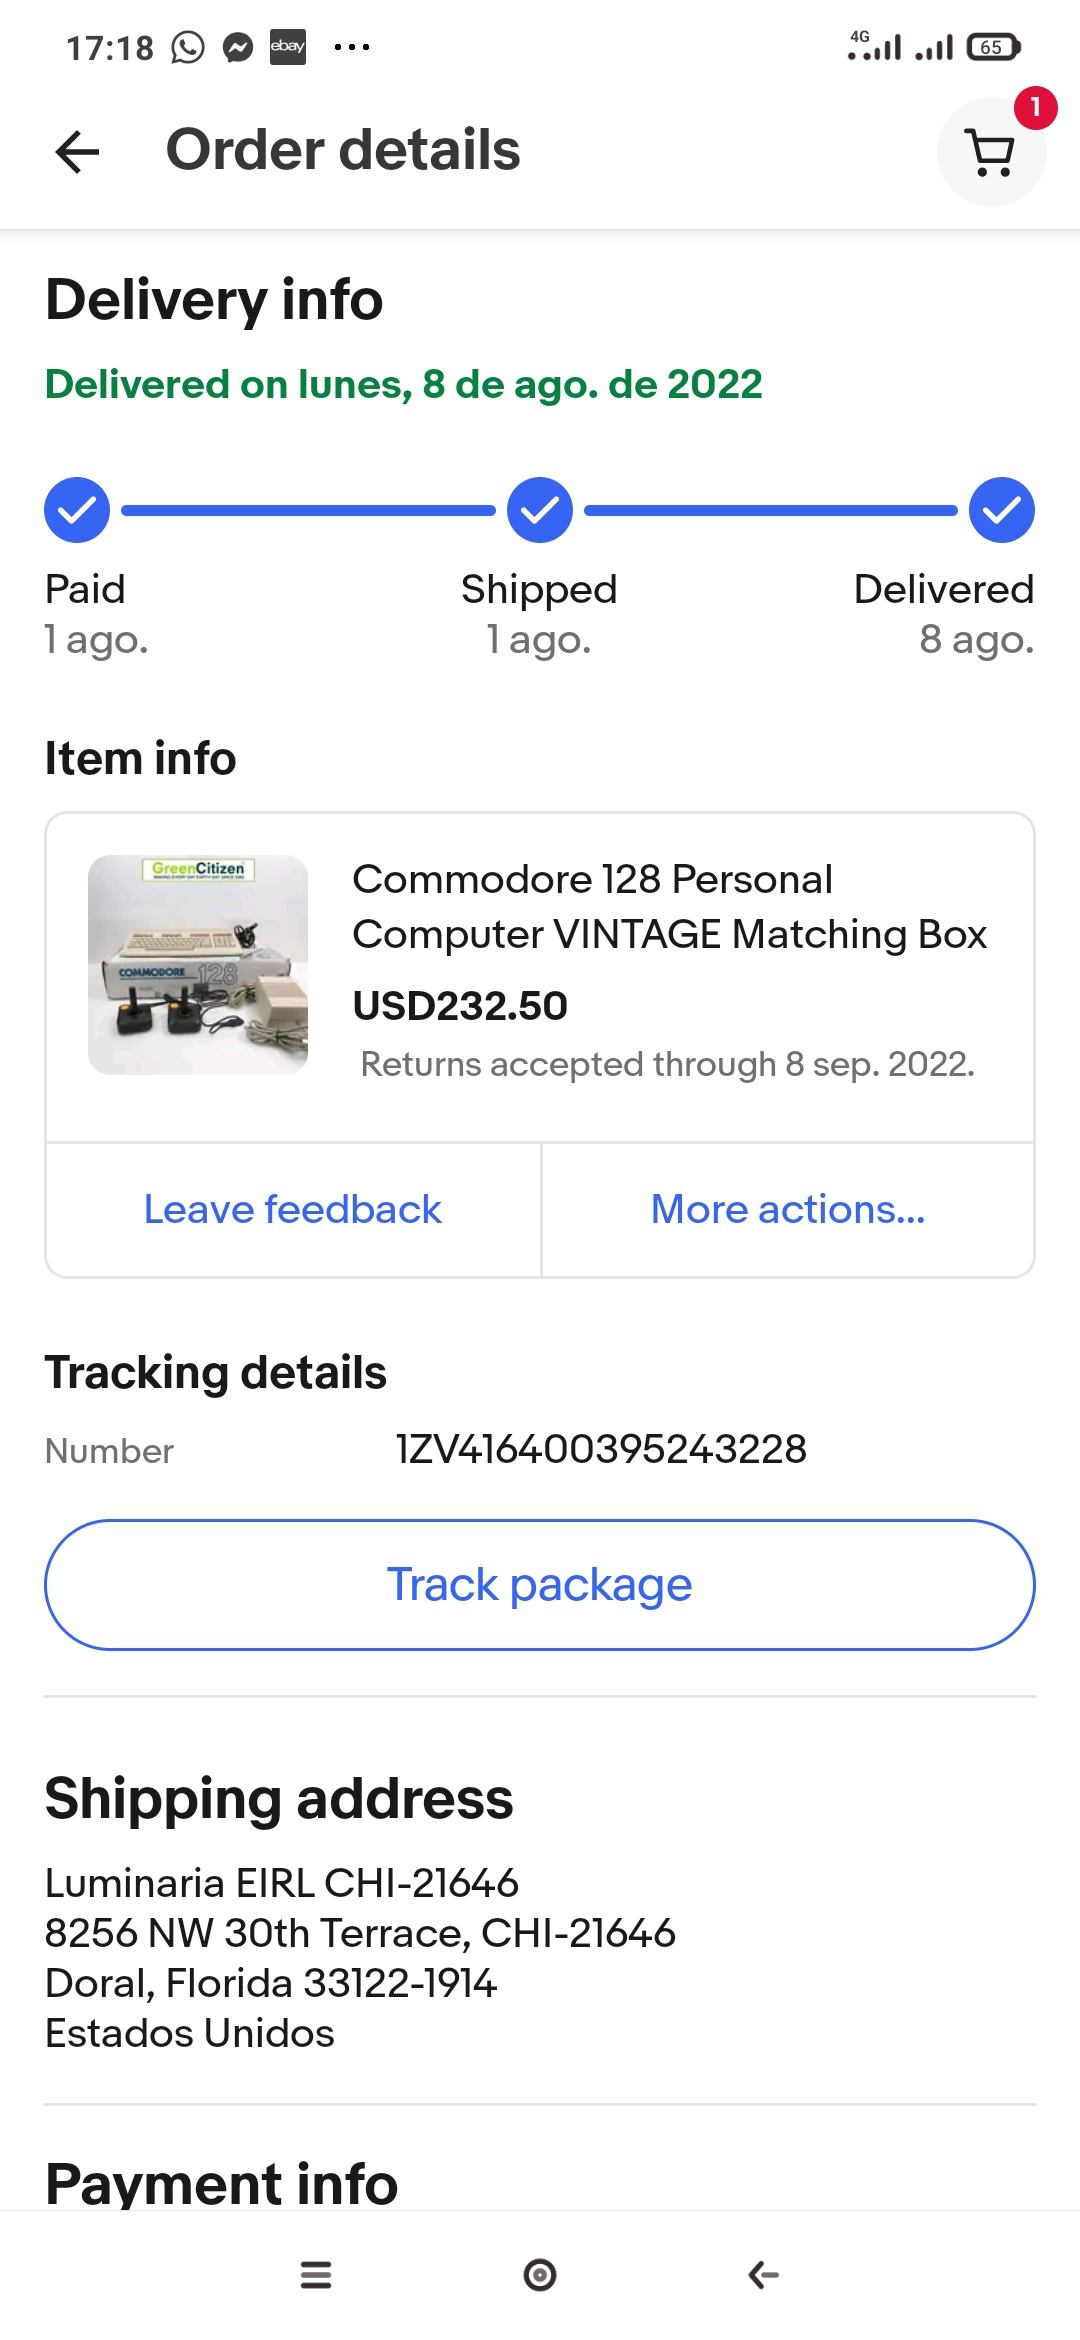 17:18
ebay
4G
65
Order details
1
Delivery info
Delivered on lunes, 8 de ago. de 2022
Paid
Shipped
Delivered
1 ago.
1 ago.
8 ago.
Item info
GreenCitizen
COMMODORE 128
Commodore 128 Personal
Computer VINTAGE Matching Box
USD232.50
Returns accepted through 8 sep. 2022.
Leave feedback
More actions...
Tracking details
Number
1ZV416400395243228
Track package
Shipping address
Luminaria EIRL CHI-21646
8256 NW 30th Terrace, CHI-21646
Doral, Florida 33122-1914
Estados Unidos
Payment info